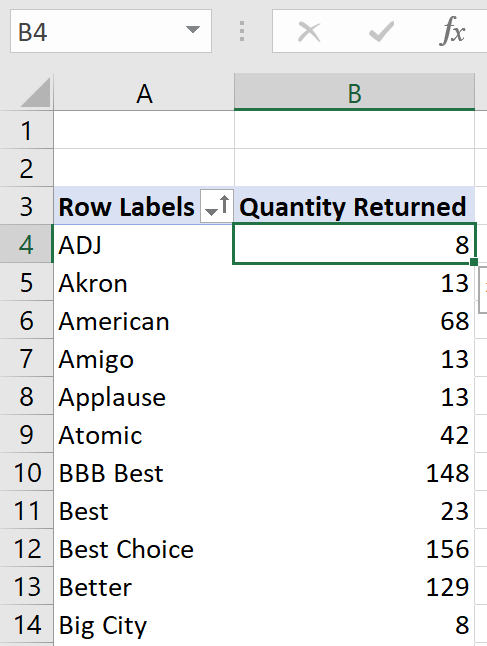 B4 fx
A B
1
2
3 Row Labels Quantity Returned
4 ADJ 8
5 Akron 13
6 American 68
7 Amigo 13
8 Applause 13
9 Atomic 42
10 BBB Best 148
11 Best 23
12 Best Choice 156
13 Better 129
14 Big City 8